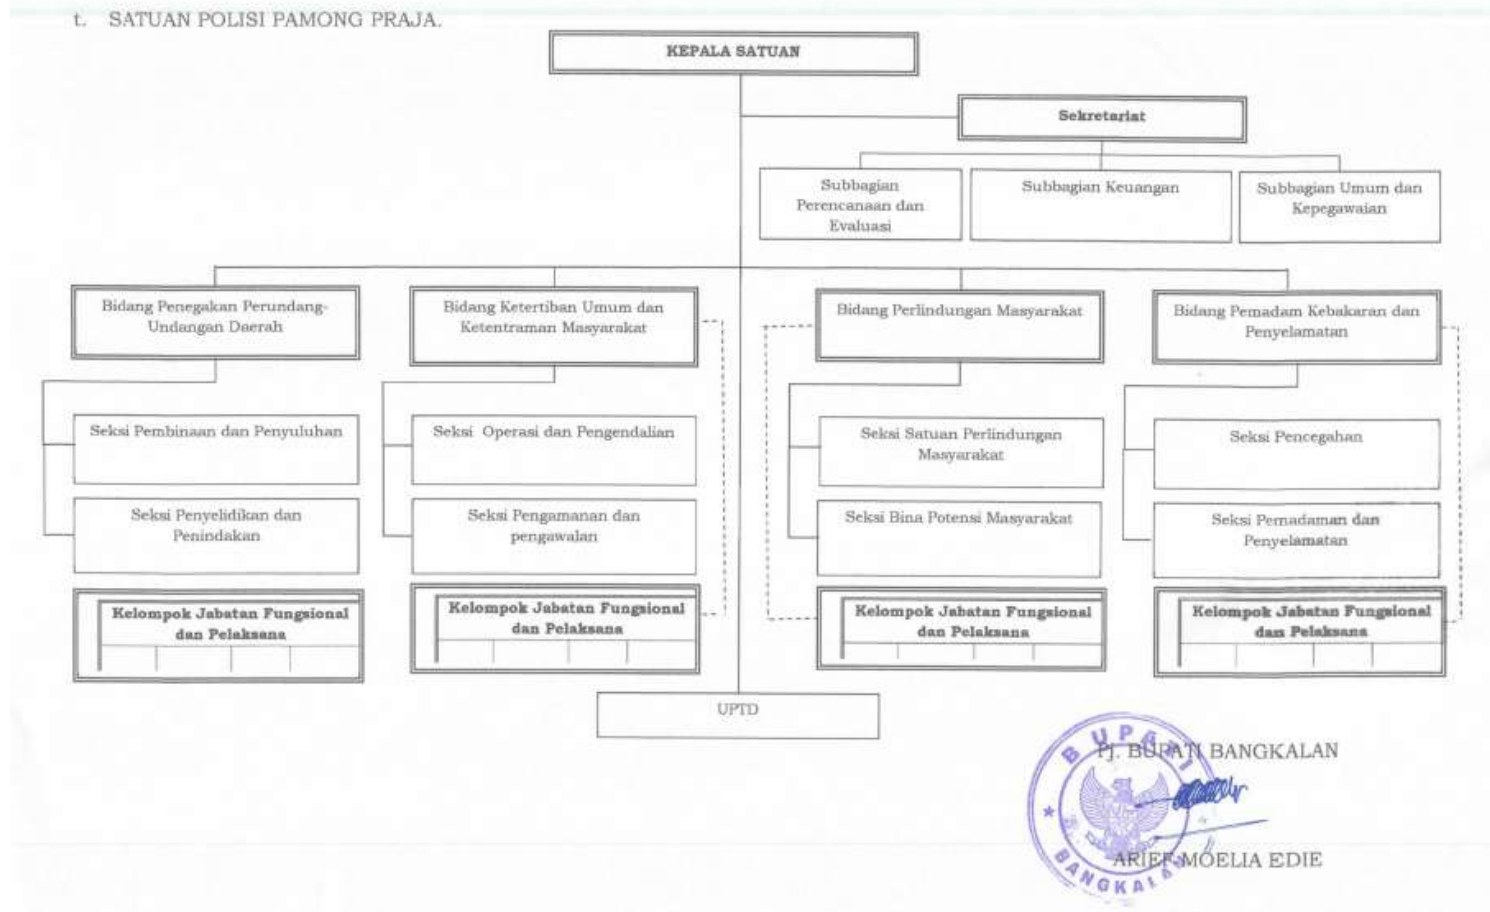 t. SATUAN POLISI PAMONG PRAJA.
KEPALA SATUAN
Sekretariat
Subbagian
Perencanaan dan
Evaluasi
Subbagian Keuangan
Subbagian Umum dan
Kepegawaian
Bidang Penegakan Perundang-
Undangan Daerah
Bidang Ketertiban Umum dan
Ketentraman Masyarakat
Bidang Perlindungan Masyarakat
Bidang Pemadam Kebakaran dan
Penyelamatan
Seksi Pembinaan dan Penyuluhan
Seksi Operasi dan Pengendalian
Seksi Satuan Perlindungan
Masyarakat
Seksi Pencegahan
Seksi Penyelidikan dan
Penindakan
Seksi Pengamanan dan
pengawalan
Seksi Bina Potensi Masyarakat
Seksi Pemadaman dan
Penyelamatan
Kelompok Jabatan Fungsional
dan Pelaksana
Kelompok Jabatan Fungsional
dan Pelaksana
Kelompok Jabatan Fungsional
dan Pelaksana
Kelompok Jabatan Fungsional
dan Pelaksana
UPTD
Pj. BUPATI BANGKALAN
BUPATI
BANGKALAN
ARIEF MOELIA EDIE